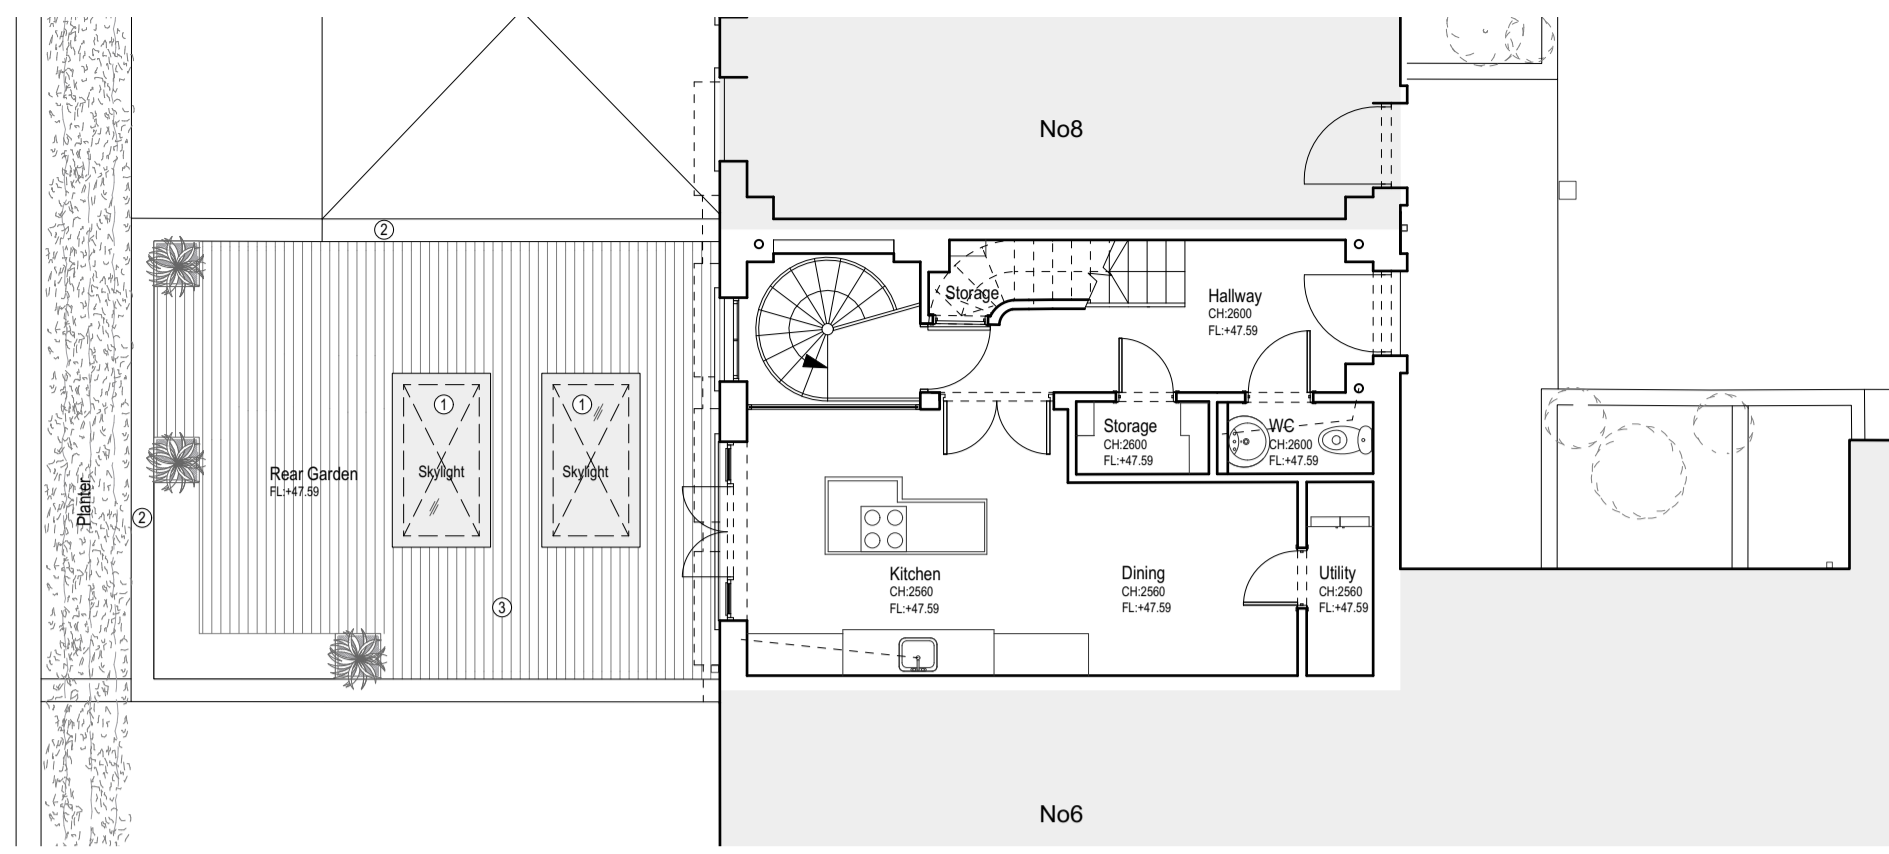 No8
2
Storage
Hallway
CH:2600
FL:+47.59
1
1
Skylight
Skylight
Rear Garden
FL:+47.59
Planter
2
3
Storage
CH:2600
FL:+47.59
WC
CH:2600
FL:+47.59
Kitchen
CH:2560
FL:+47.59
Dining
CH:2560
FL:+47.59
Utility
CH:2560
FL:+47.59
No6